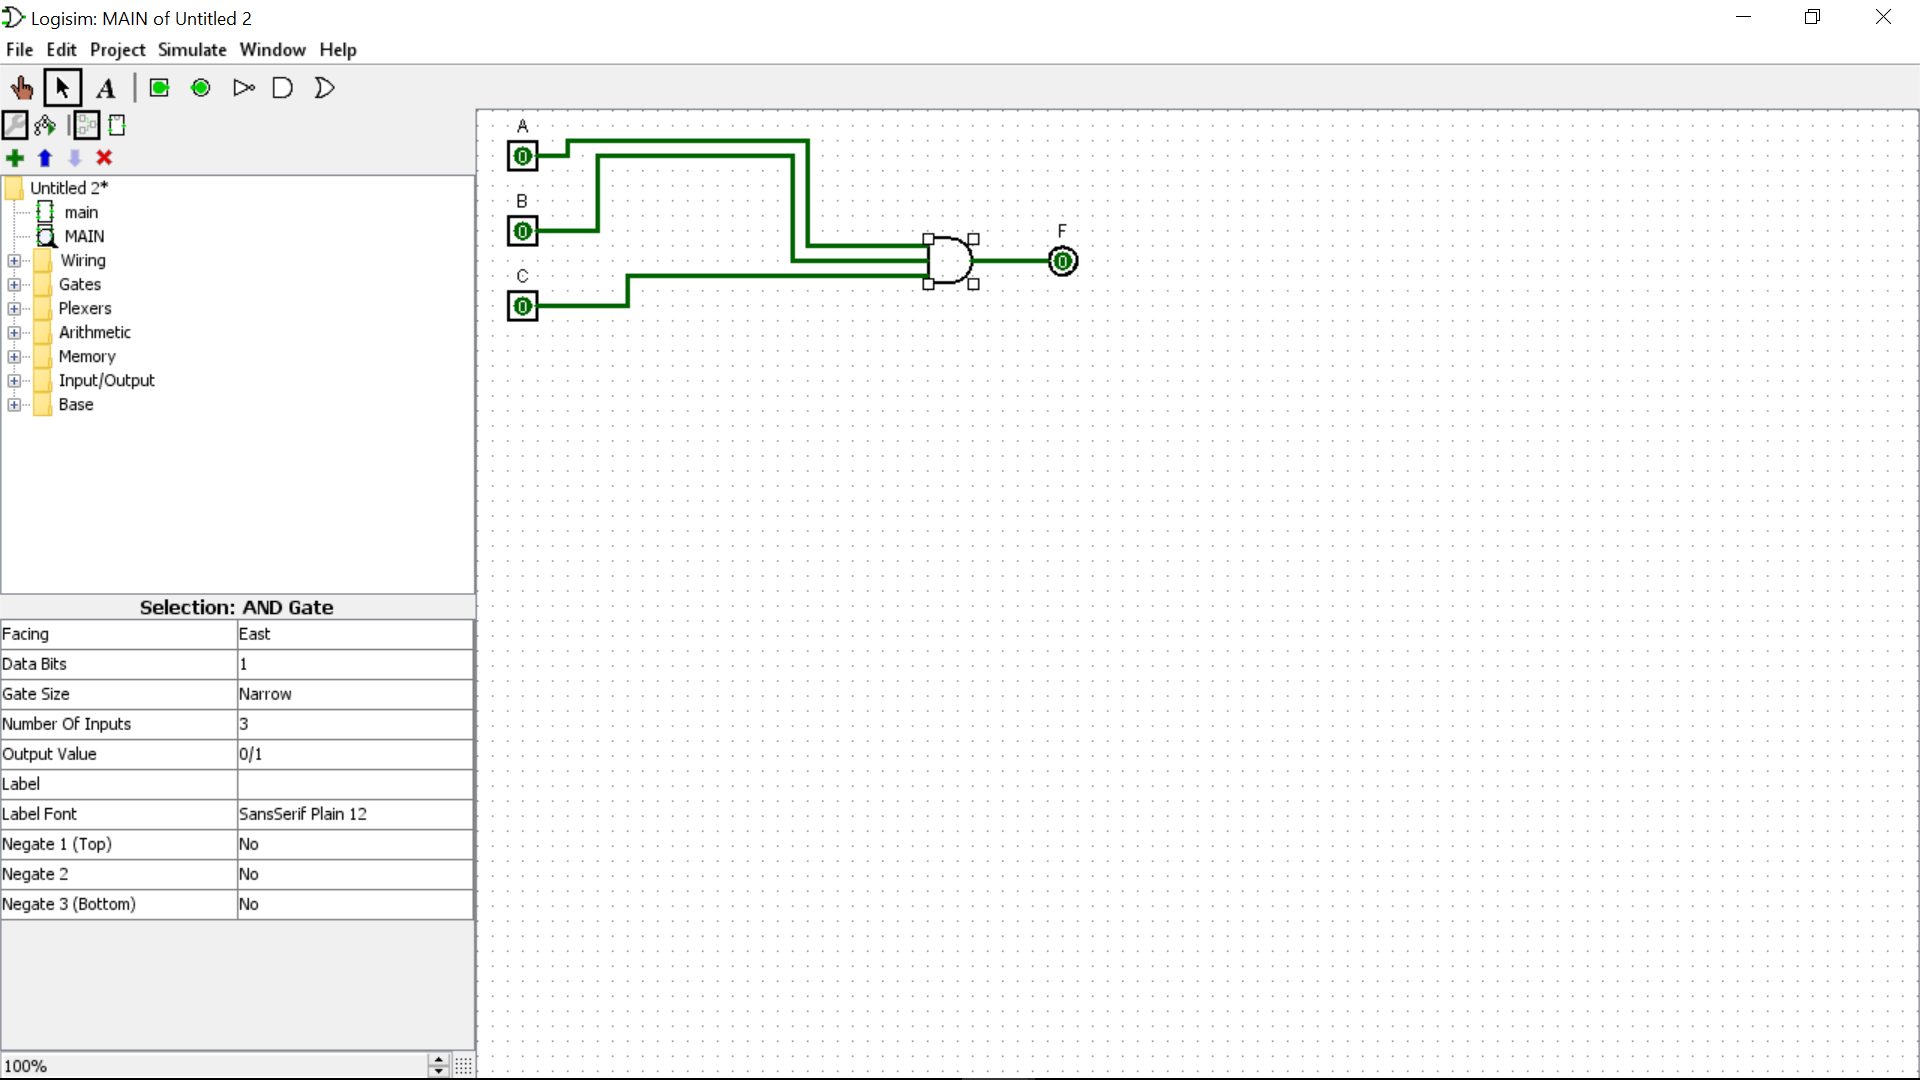 Logisim: MAIN of Untitled 2
File Edit Project Simulate Window Help
A
Untitled 2*
main
MAIN
Wiring
Gates
Plexers
Arithmetic
Memory
Input/Output
Base
Selection: AND Gate
Facing East
Data Bits 1
Gate Size Narrow
Number Of Inputs 3
Output Value 0/1
Label
Label Font SansSerif Plain 12
Negate 1 (Top) No
Negate 2 No
Negate 3 (Bottom) No
100%
A
0
B
0
C
0
F
0